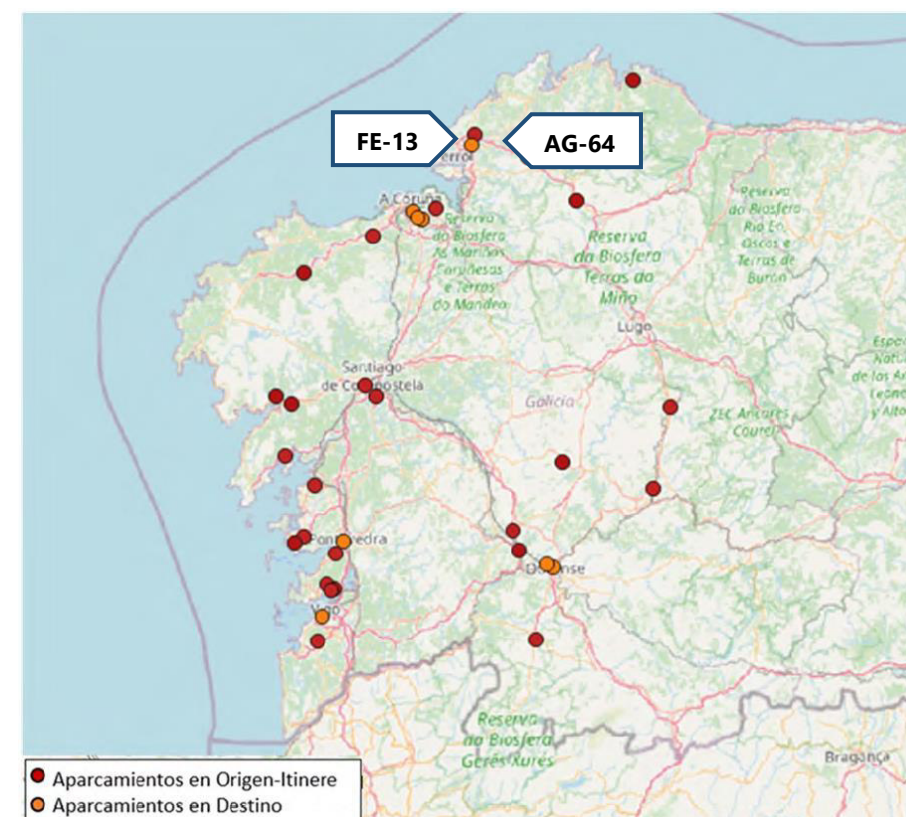 FE-13
AG-64
A Coruña
Reserva
da Biosfera
As Mariñas
Coruñesas
e Terras
do Mandeo
Reserva
da Biosfera
Terras do
Miño
Reserva
da Biosfera
Río Eo,
Oscos e
Terras de
Burón
Lugo
Santiago
de Compostela
Galicia
ZEC Ancares
Courel
Pontevedra
Ourense
Vigo
Reserva
da Biosfera
Gerês Xurés
Bragança
Aparcamientos en Origen-Itinere
Aparcamientos en Destino